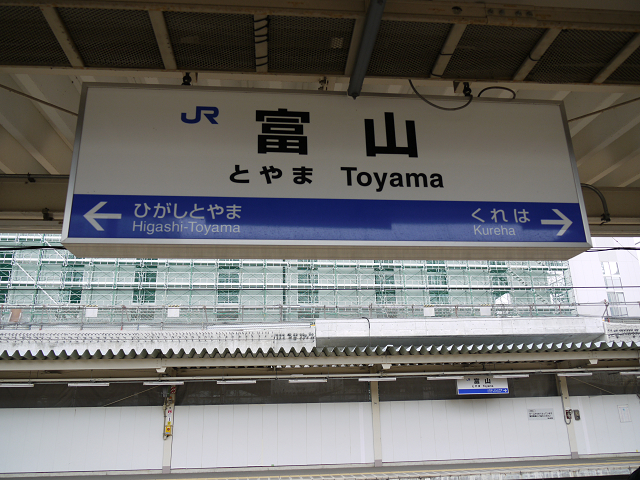 JR 富山
とやま Toyama
ひがしとやま くれは
Higashi-Toyama Kureha
富山